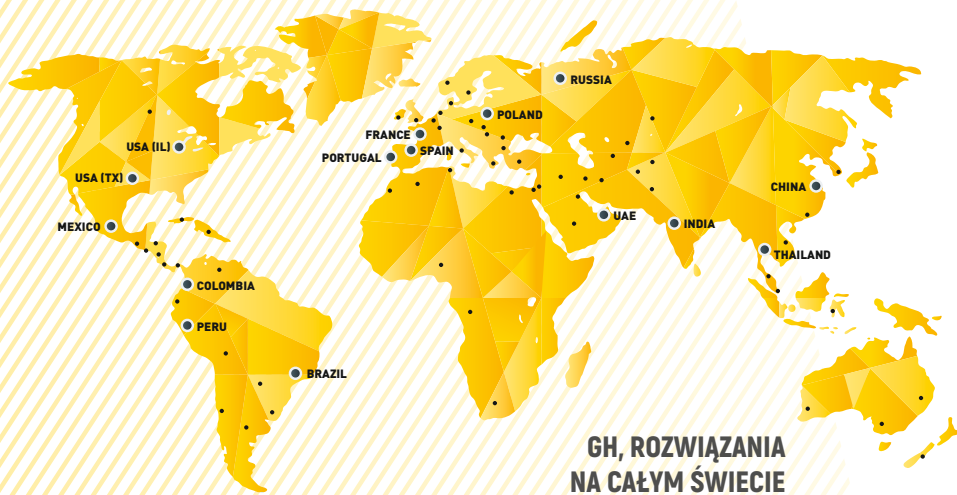 RUSSIA
POLAND
FRANCE
SPAIN
PORTUGAL
USA (IL)
USA (TX)
MEXICO
CHINA
UAE
INDIA
THAILAND
COLOMBIA
PERU
BRAZIL
GH, ROZWIĄZANIA
NA CAŁYM ŚWIECIE